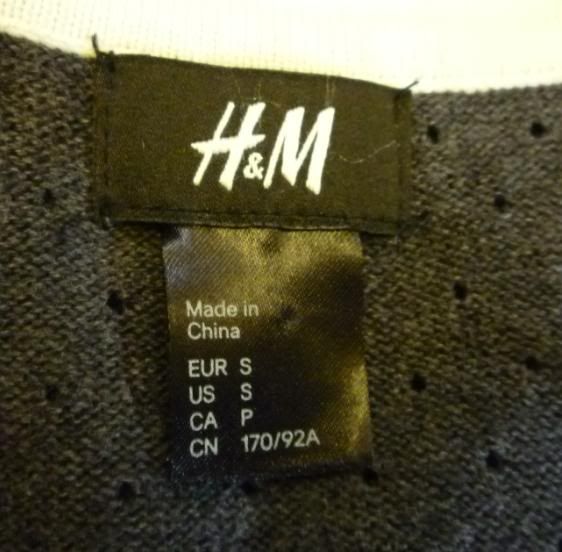 H&M
Made in
China
EUR S
US S
CA P
CN 170/92A